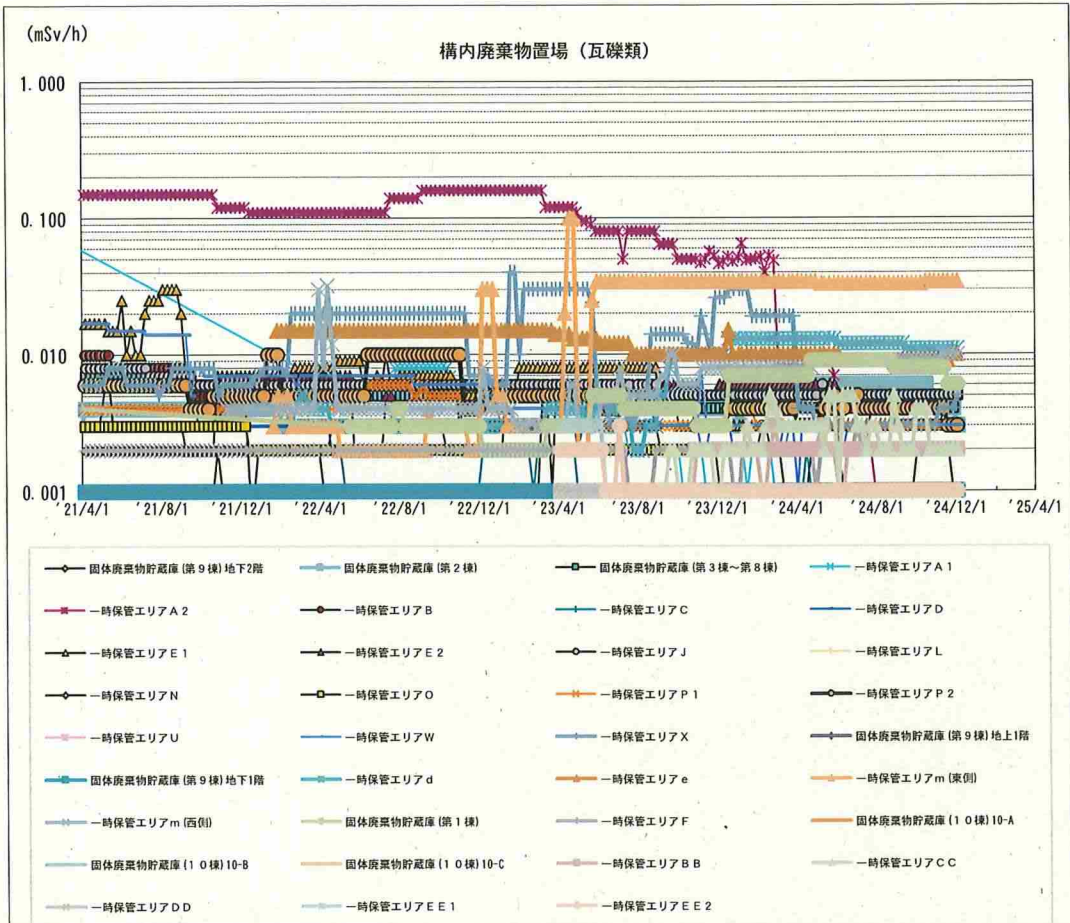 (mSv/h)
構内廃棄物置場（瓦礫類）
1.000
0.100
0.010
0.001
'21/4/1 '21/8/1 '21/12/1 '22/4/1 '22/8/1 '22/12/1 '23/4/1 '23/8/1 '23/12/1 '24/4/1 '24/8/1 '24/12/1 '25/4/1
固体廃棄物貯蔵庫(第９棟)地下2階 固体廃棄物貯蔵庫(第２棟) 固体廃棄物貯蔵庫(第３棟～第８棟) 一時保管エリアＡ１
一時保管エリアＡ２ 一時保管エリアＢ 一時保管エリアＣ 一時保管エリアＤ
一時保管エリアＥ１ 一時保管エリアＥ２ 一時保管エリアＪ 一時保管エリアＬ
一時保管エリアＮ 一時保管エリアＯ 一時保管エリアＰ１ 一時保管エリアＰ２
一時保管エリアＵ 一時保管エリアＷ 一時保管エリアＸ 固体廃棄物貯蔵庫(第９棟)地上1階
固体廃棄物貯蔵庫(第９棟)地下1階 一時保管エリアｄ 一時保管エリアｅ 一時保管エリアｍ(東側)
一時保管エリアｍ(西側) 固体廃棄物貯蔵庫(第１棟) 一時保管エリアＦ 固体廃棄物貯蔵庫(１０棟)10-A
固体廃棄物貯蔵庫(１０棟)10-B 固体廃棄物貯蔵庫(１０棟)10-C 一時保管エリアＢＢ 一時保管エリアＣＣ
一時保管エリアＤＤ 一時保管エリアＥＥ１ 一時保管エリアＥＥ２